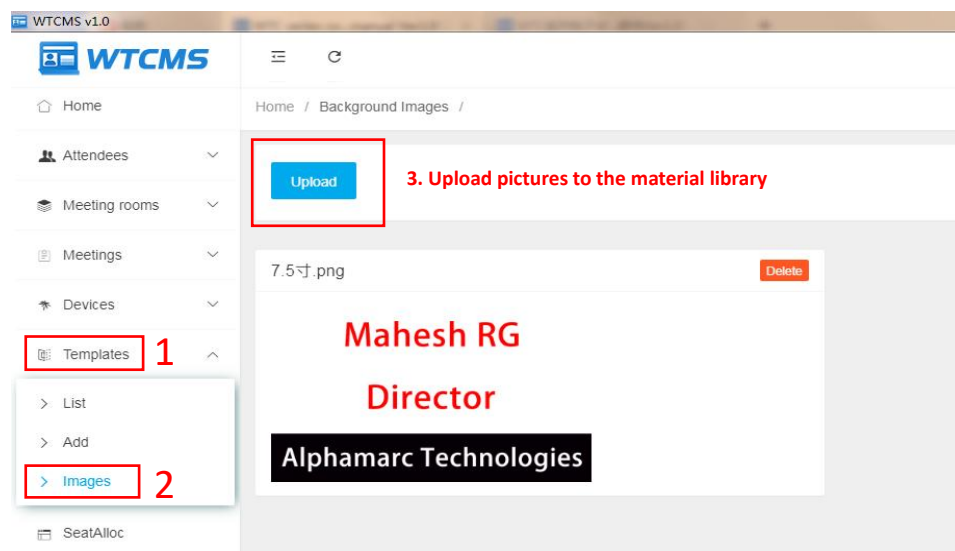 WTCMS v1.0
WTCMS
Home
Home / Background Images /
Attendees
Upload
3. Upload pictures to the material library
Meeting rooms
Meetings
7.5寸.png
Delete
Devices
Mahesh RG
Templates 1
Director
List
Add
Alphamarc Technologies
Images 2
SeatAlloc